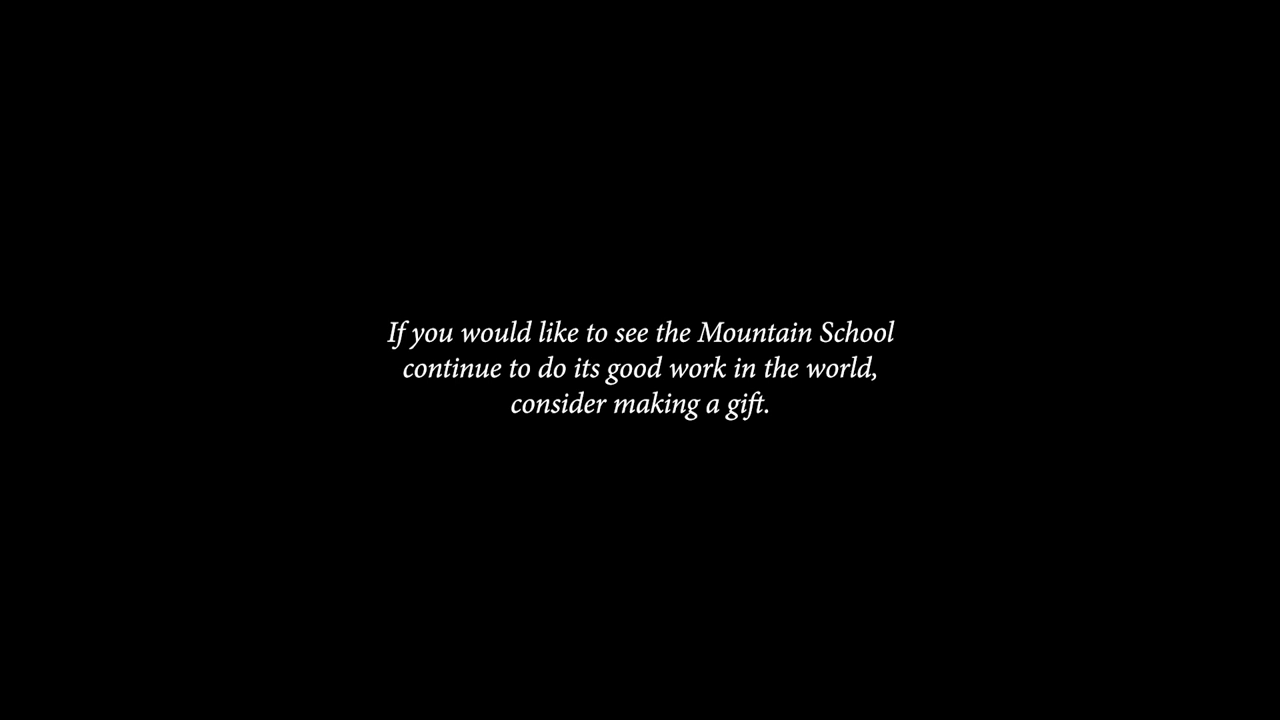 If you would like to see the Mountain School
continue to do its good work in the world,
consider making a gift.